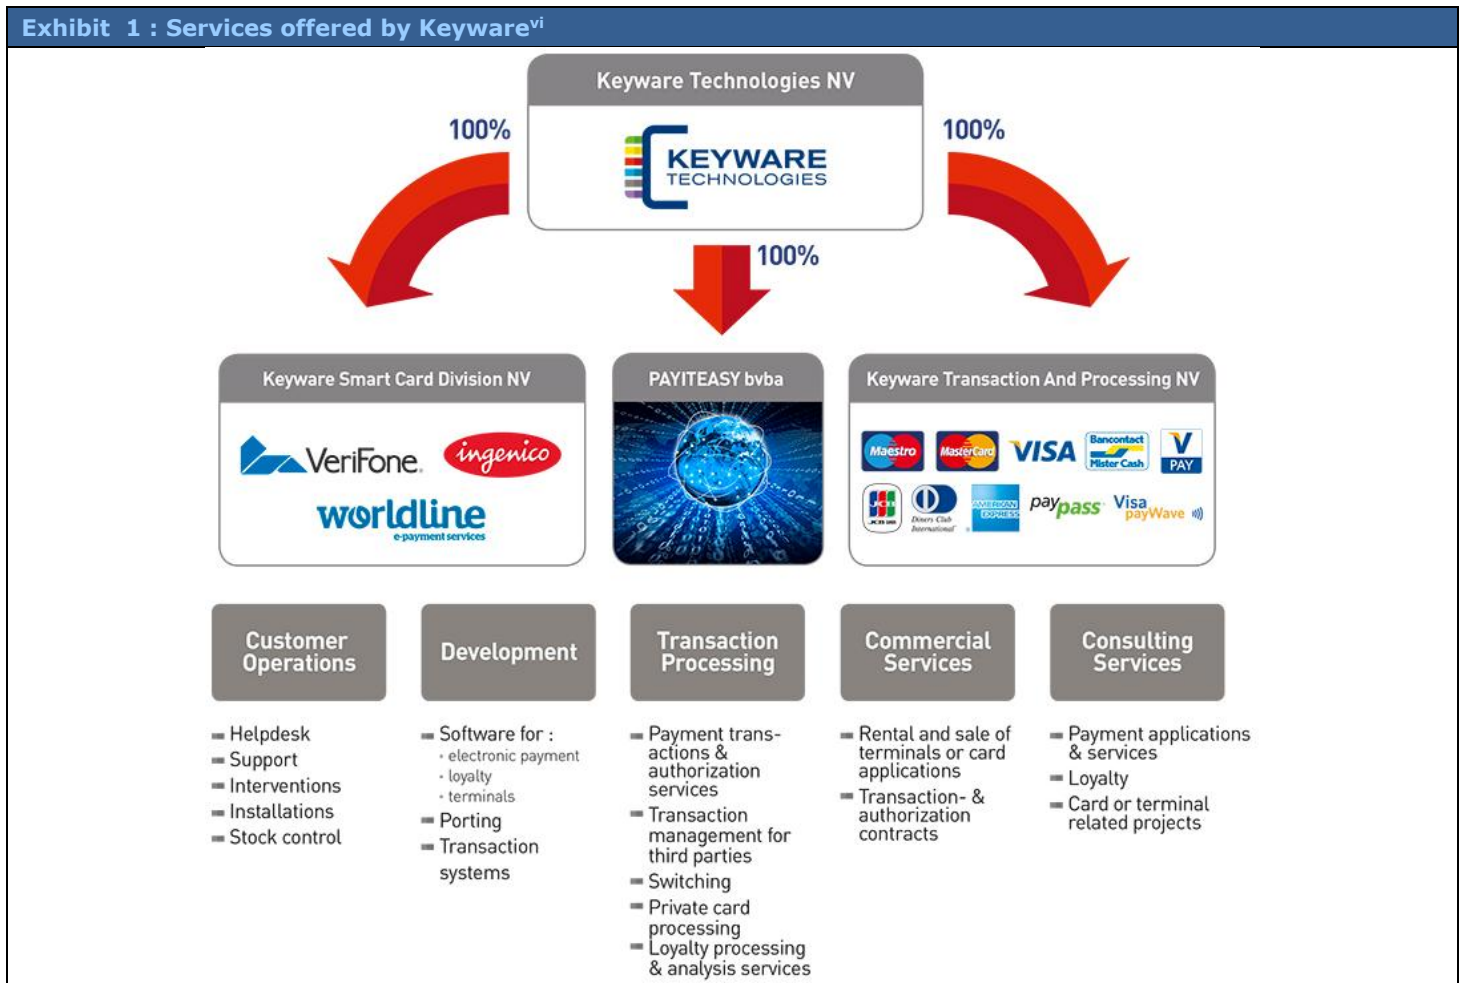 Exhibit 1 : Services offered by Keyware^vi
Keyware Technologies NV
KEYWARE
TECHNOLOGIES
100%
100%
100%
Keyware Smart Card Division NV
VeriFone.
ingenico
worldline
e-payment services
PAYITEASY bvba
Keyware Transaction And Processing NV
Maestro
MasterCard
VISA
Bancontact
Mister Cash
V
PAY
JCB
Diners Club
International
AMERICAN
EXPRESS
paypass
Visa
payWave
Customer
Operations
Helpdesk
Support
Interventions
Installations
Stock control
Development
Software for :
• electronic payment
• loyalty
• terminals
Porting
Transaction
systems
Transaction
Processing
Payment trans-
actions &
authorization
services
Transaction
management for
third parties
Switching
Private card
processing
Loyalty processing
& analysis services
Commercial
Services
Rental and sale of
terminals or card
applications
Transaction- &
authorization
contracts
Consulting
Services
Payment applications
& services
Loyalty
Card or terminal
related projects